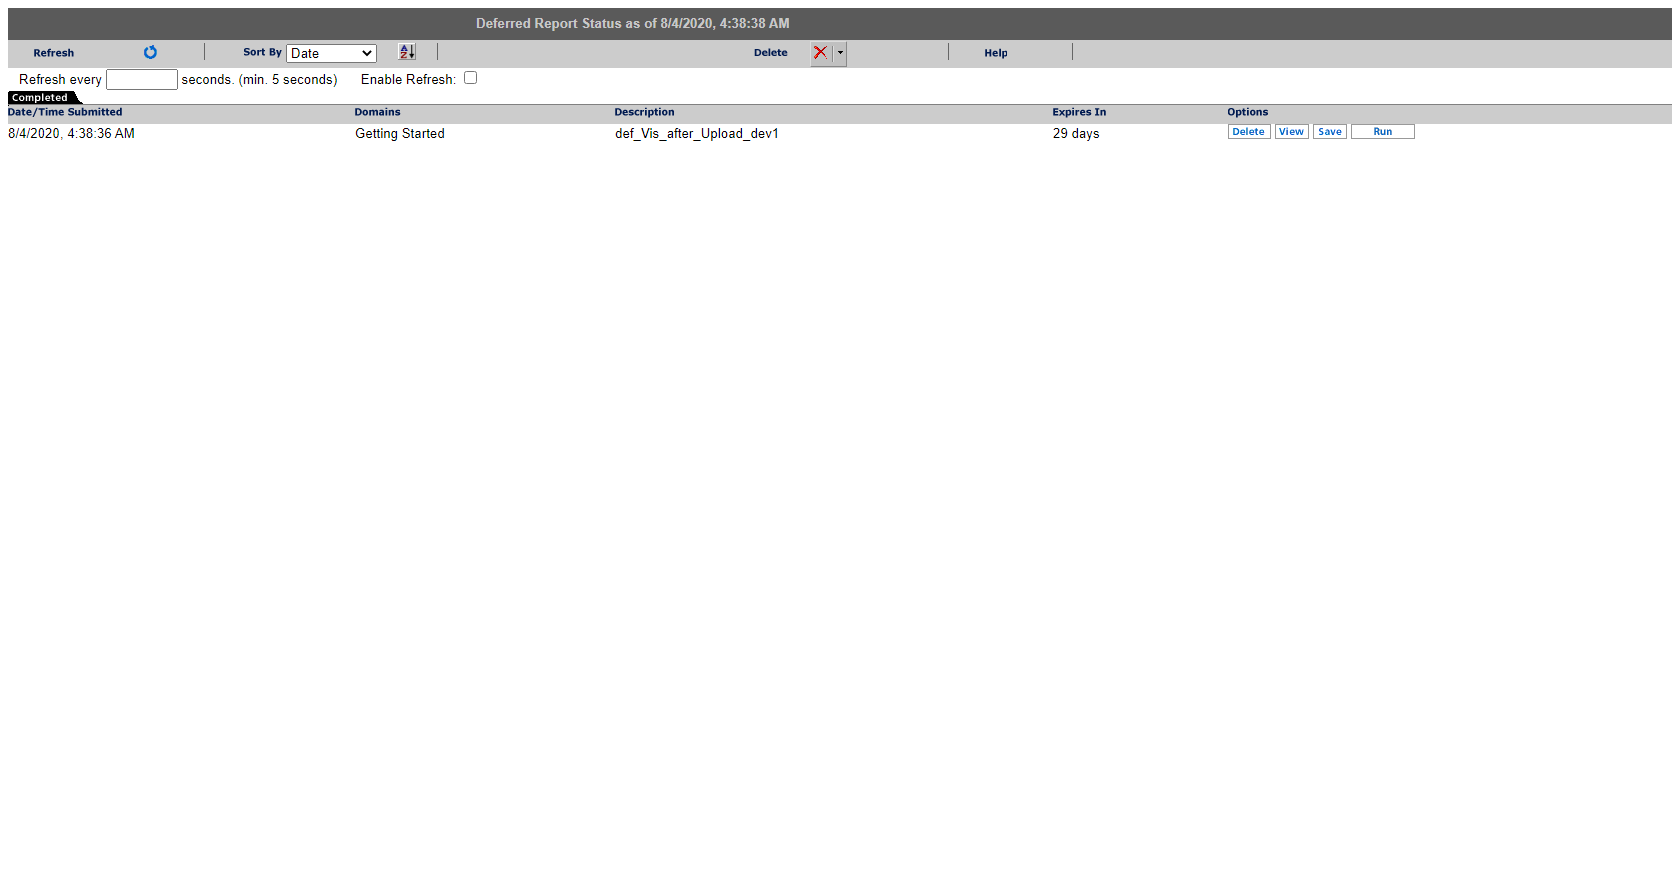 Deferred Report Status as of 8/4/2020, 4:38:38 AM
Refresh Sort By Date Delete Help
Refresh every seconds. (min. 5 seconds) Enable Refresh:
Completed
Date/Time Submitted Domains Description Expires In Options
8/4/2020, 4:38:36 AM Getting Started def_Vis_after_Upload_dev1 29 days Delete View Save Run